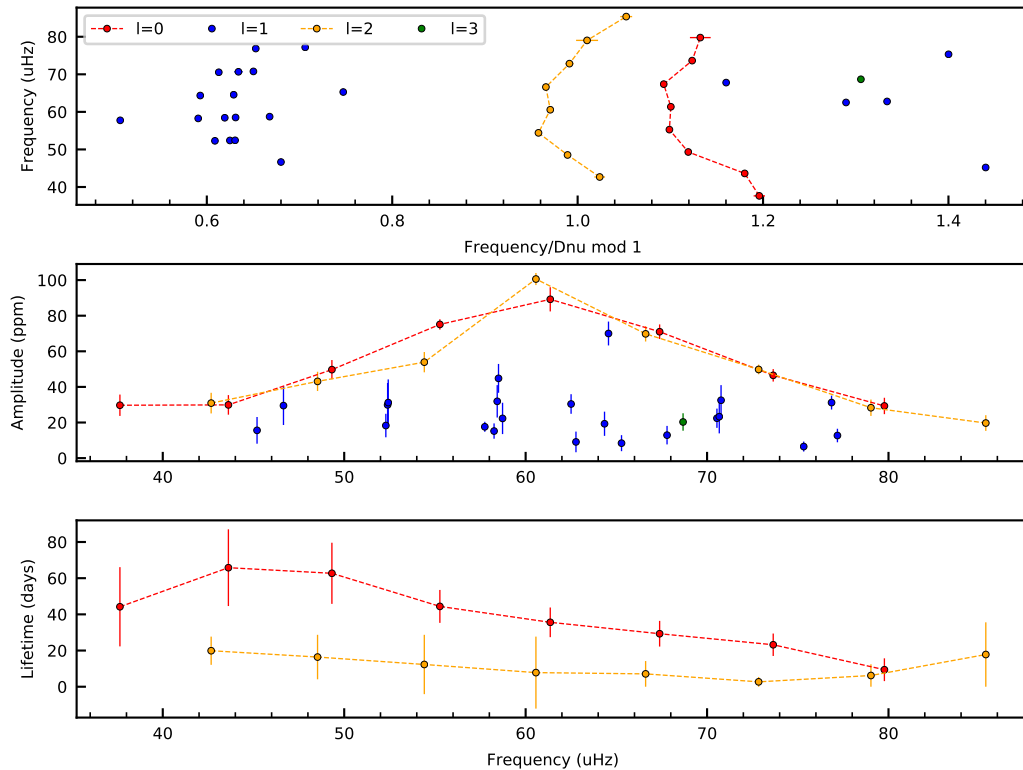 l=0 l=1 l=2 l=3
Frequency (uHz)
80
70
60
50
40
0.6 0.8 1.0 1.2 1.4
Frequency/Dnu mod 1
Amplitude (ppm)
100
80
60
40
20
0
40 50 60 70 80
Lifetime (days)
80
60
40
20
0
40 50 60 70 80
Frequency (uHz)